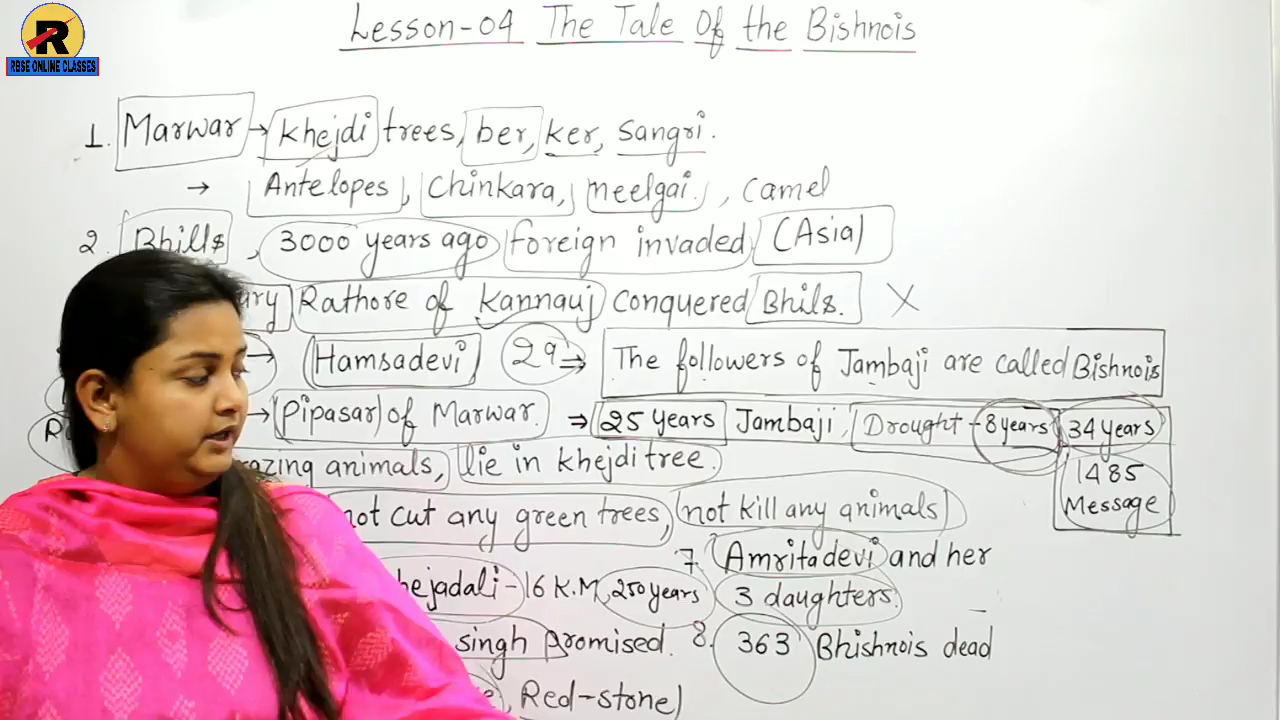 R
RBSE ONLINE CLASSES
Lesson-04 The Tale Of the Bishnois
1. Marwar → Khejdi trees, ber, ker, sangri.
→ Antelopes, Chinkara, neelgai, camel
2. Bhills, 3000 years ago foreign invaded (Asia)
Rathore of Kannauj conquered Bhils. X
→ Hamsadevi 29 ⇒ The followers of Jambaji are called Bishnois
→ Pipasar of Marwar. ⇒ 25 years Jambaji, Drought - 8 years 34 years
animals, lie in khejdi tree. 1485
not cut any green trees, not kill any animals Message
7. Amritadevi and her
- 16 K.M, 250 years 3 daughters.
singh promised. 8. 363 Bhishnois dead
, Red-stone)